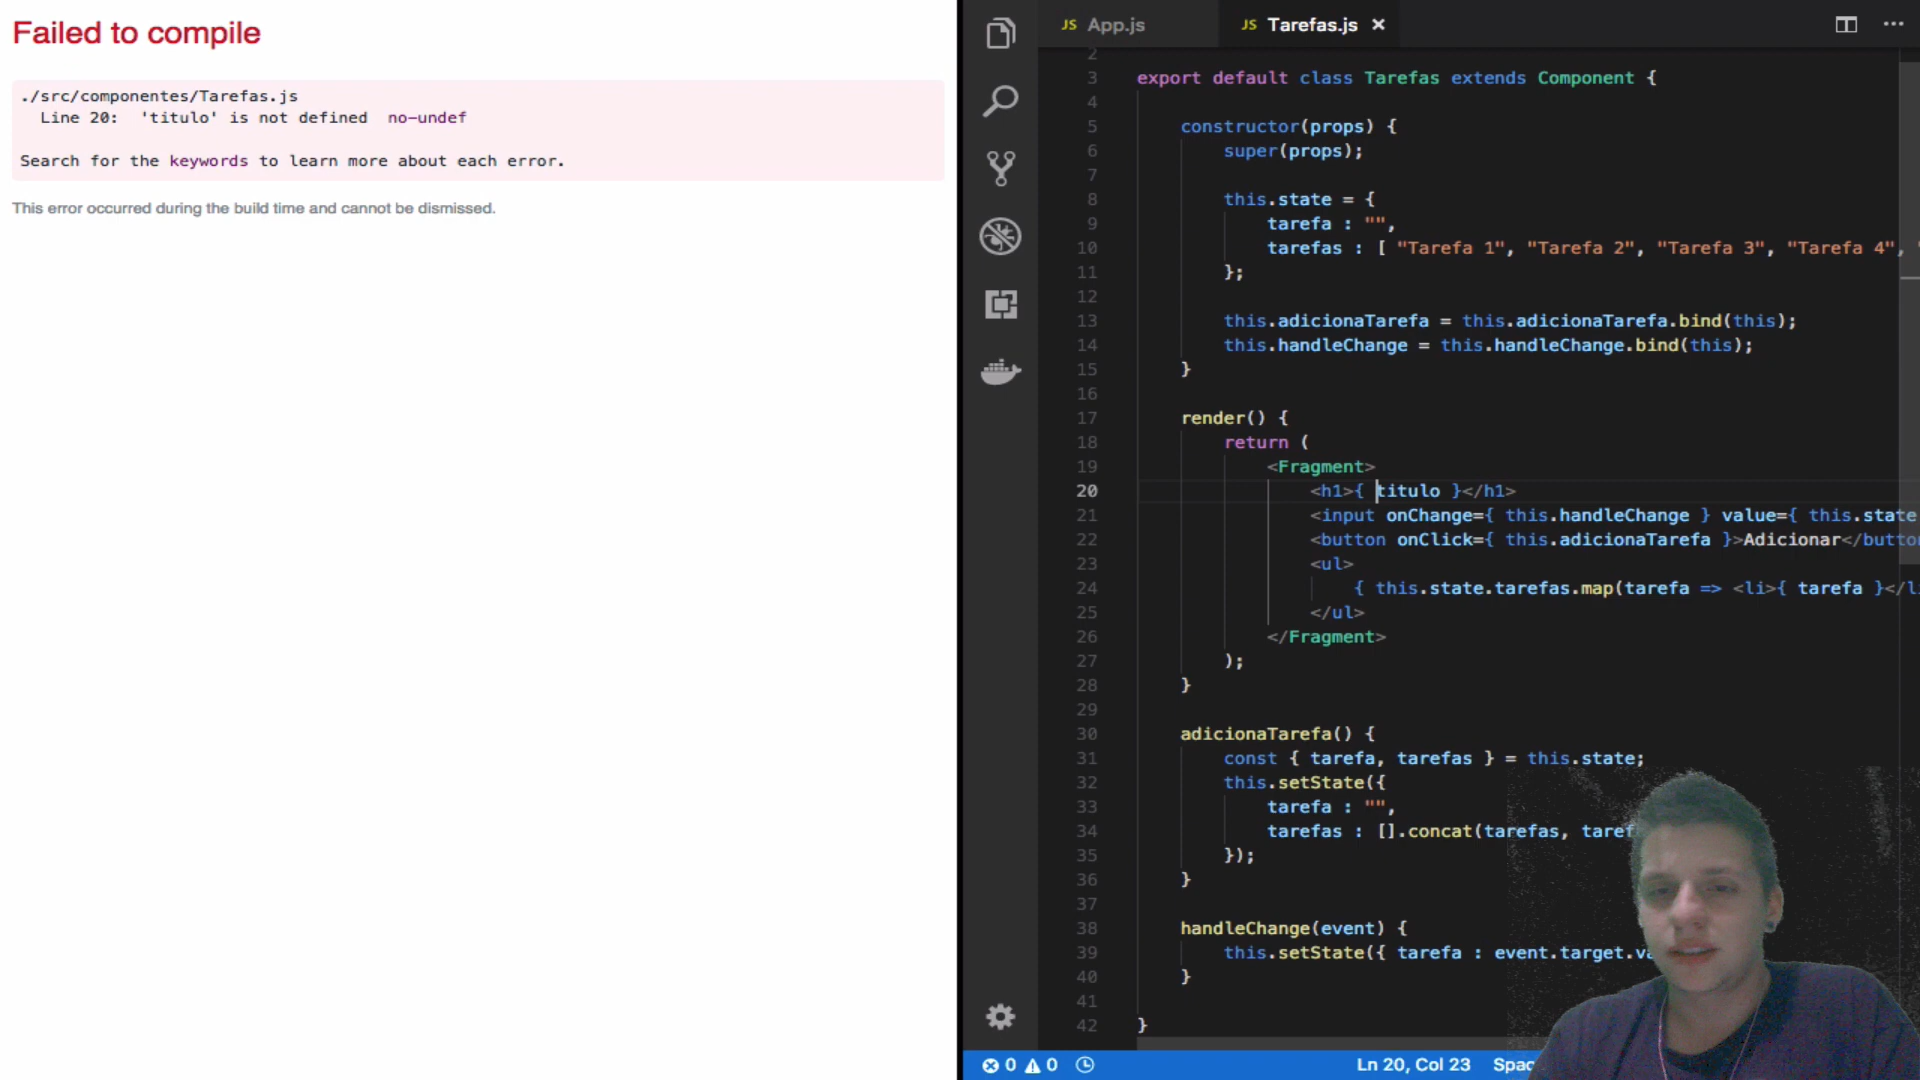 Failed to compile
./src/componentes/Tarefas.js
Line 20: 'titulo' is not defined no-undef
Search for the keywords to learn more about each error.
This error occurred during the build time and cannot be dismissed.
JS App.js
JS Tarefas.js ×
2
3 export default class Tarefas extends Component {
4
5 constructor(props) {
6 super(props);
7
8 this.state = {
9 tarefa : "",
10 tarefas : [ "Tarefa 1", "Tarefa 2", "Tarefa 3", "Tarefa 4", "
11 };
12
13 this.adicionaTarefa = this.adicionaTarefa.bind(this);
14 this.handleChange = this.handleChange.bind(this);
15 }
16
17 render() {
18 return (
19 <Fragment>
20 <h1>{ titulo }</h1>
21 <input onChange={ this.handleChange } value={ this.state
22 <button onClick={ this.adicionaTarefa }>Adicionar</butto
23 <ul>
24 { this.state.tarefas.map(tarefa => <li>{ tarefa }</l
25 </ul>
26 </Fragment>
27 );
28 }
29
30 adicionaTarefa() {
31 const { tarefa, tarefas } = this.state;
32 this.setState({
33 tarefa : "",
34 tarefas : [].concat(tarefas, taref
35 });
36 }
37
38 handleChange(event) {
39 this.setState({ tarefa : event.target.va
40 }
41
42 }
0 0
Ln 20, Col 23 Spac